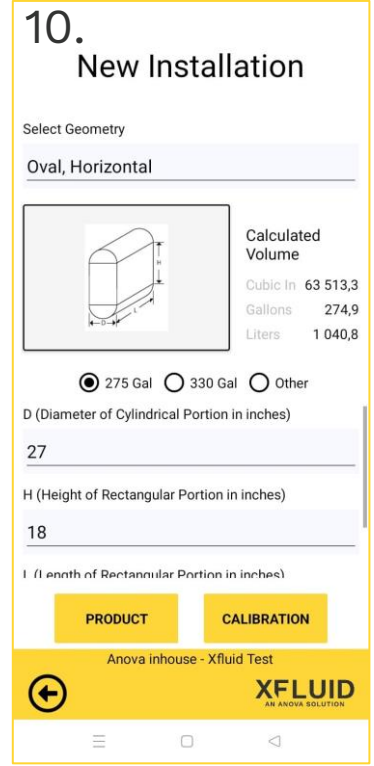 10.
New Installation
Select Geometry
Oval, Horizontal
H
D
L
Calculated
Volume
Cubic In 63 513,3
Gallons 274,9
Liters 1 040,8
275 Gal 330 Gal Other
D (Diameter of Cylindrical Portion in inches)
27
H (Height of Rectangular Portion in inches)
18
L (Length of Rectangular Portion in inches)
PRODUCT CALIBRATION
Anova inhouse - Xfluid Test
XFLUID
AN ANOVA SOLUTION